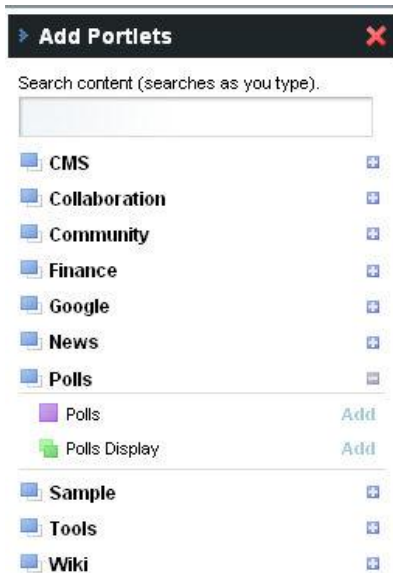 Add Portlets
Search content (searches as you type).
CMS
Collaboration
Community
Finance
Google
News
Polls
Polls Add
Polls Display Add
Sample
Tools
Wiki